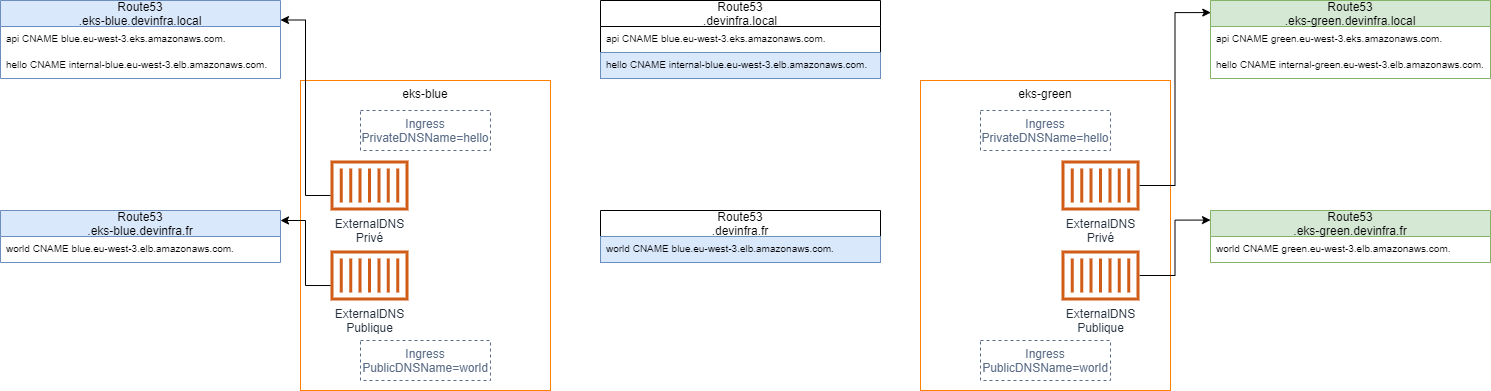 Route53
.eks-blue.devinfra.local
api CNAME blue.eu-west-3.eks.amazonaws.com.
hello CNAME internal-blue.eu-west-3.elb.amazonaws.com.
Route53
.devinfra.local
api CNAME blue.eu-west-3.eks.amazonaws.com.
hello CNAME internal-blue.eu-west-3.elb.amazonaws.com.
Route53
.eks-green.devinfra.local
api CNAME green.eu-west-3.eks.amazonaws.com.
hello CNAME internal-green.eu-west-3.elb.amazonaws.com.
eks-blue
Ingress
PrivateDNSName=hello
ExternalDNS
Privé
ExternalDNS
Publique
Ingress
PublicDNSName=world
eks-green
Ingress
PrivateDNSName=hello
ExternalDNS
Privé
ExternalDNS
Publique
Ingress
PublicDNSName=world
Route53
.eks-blue.devinfra.fr
world CNAME blue.eu-west-3.elb.amazonaws.com.
Route53
.devinfra.fr
world CNAME blue.eu-west-3.elb.amazonaws.com.
Route53
.eks-green.devinfra.fr
world CNAME green.eu-west-3.elb.amazonaws.com.